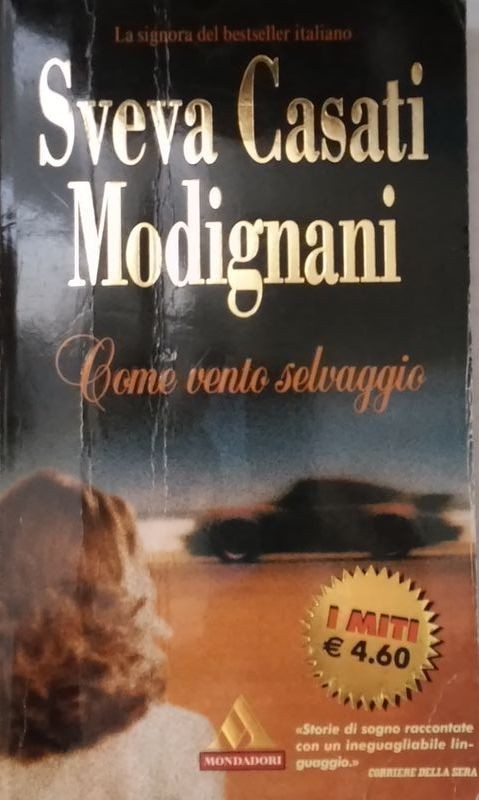 La signora del bestseller italiano
Sveva Casati
Modignani
Come vento selvaggio
I MITI
€ 4.60
MONDADORI
«Storie di sogno raccontate
con un ineguagliabile lin-
guaggio.»
CORRIERE DELLA SERA